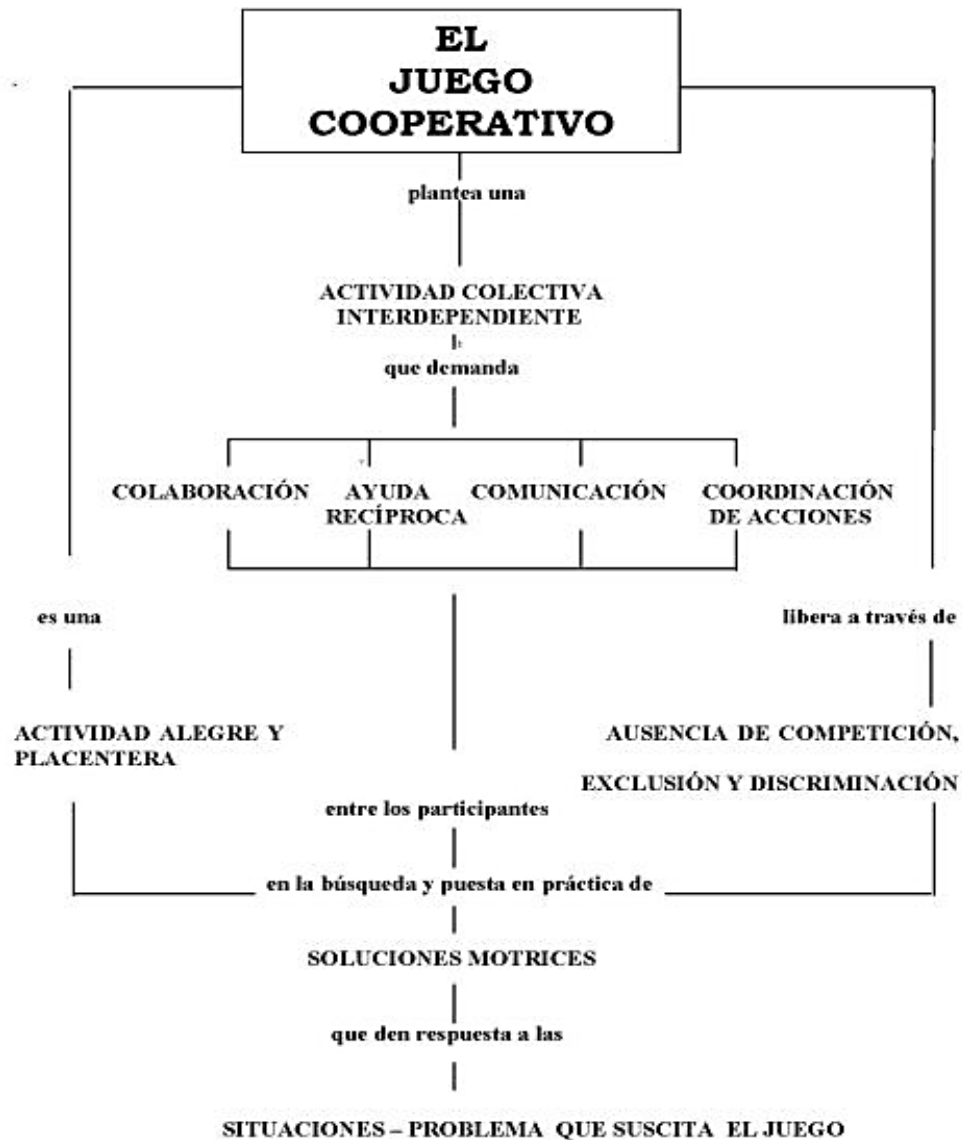 EL
JUEGO
COOPERATIVO
plantea una
ACTIVIDAD COLECTIVA
INTERDEPENDIENTE
que demanda
COLABORACIÓN
AYUDA
RECÍPROCA
COMUNICACIÓN
COORDINACIÓN
DE ACCIONES
es una
libera a través de
ACTIVIDAD ALEGRE Y
PLACENTERA
AUSENCIA DE COMPETICIÓN,
EXCLUSIÓN Y DISCRIMINACIÓN
entre los participantes
en la búsqueda y puesta en práctica de
SOLUCIONES MOTRICES
que den respuesta a las
SITUACIONES – PROBLEMA QUE SUSCITA EL JUEGO